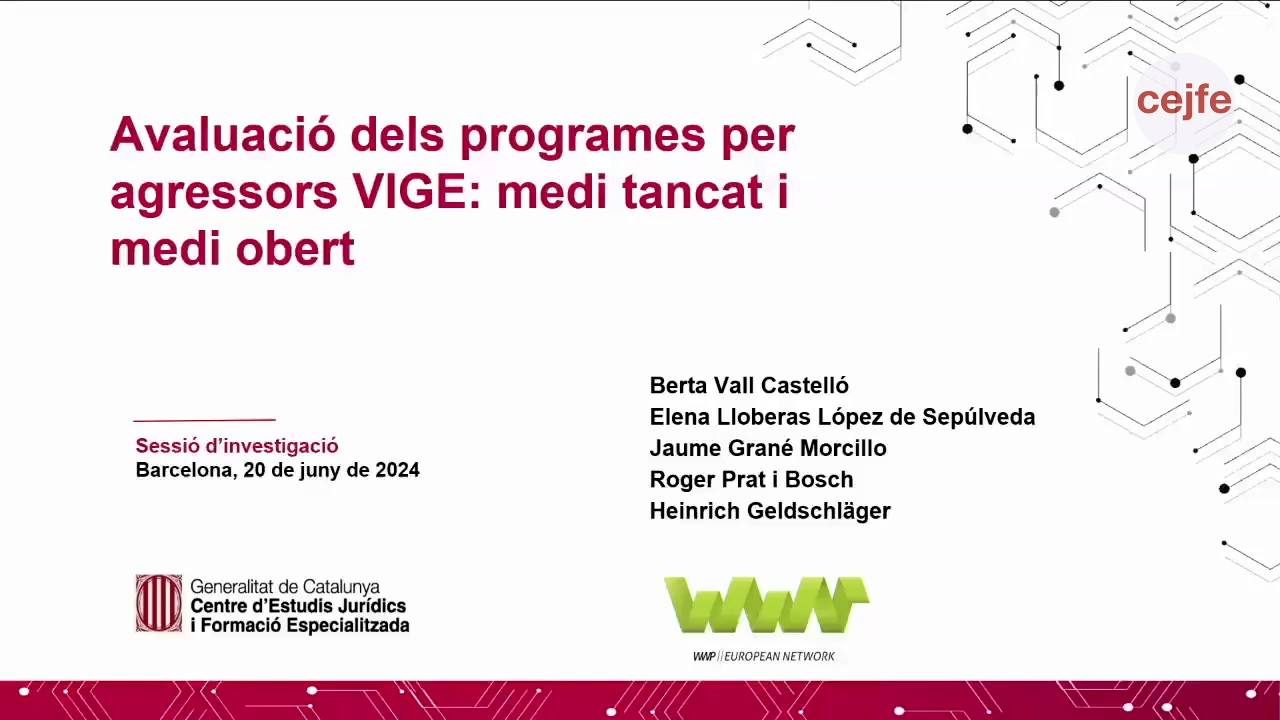 cejfe
Avaluació dels programes per
agressors VIGE: medi tancat i
medi obert
Berta Vall Castelló
Elena Lloberas López de Sepúlveda
Jaume Grané Morcillo
Roger Prat i Bosch
Heinrich Geldschläger
Sessió d'investigació
Barcelona, 20 de juny de 2024
Generalitat de Catalunya
Centre d'Estudis Jurídics
i Formació Especialitzada
WWP
WWP||EUROPEAN NETWORK